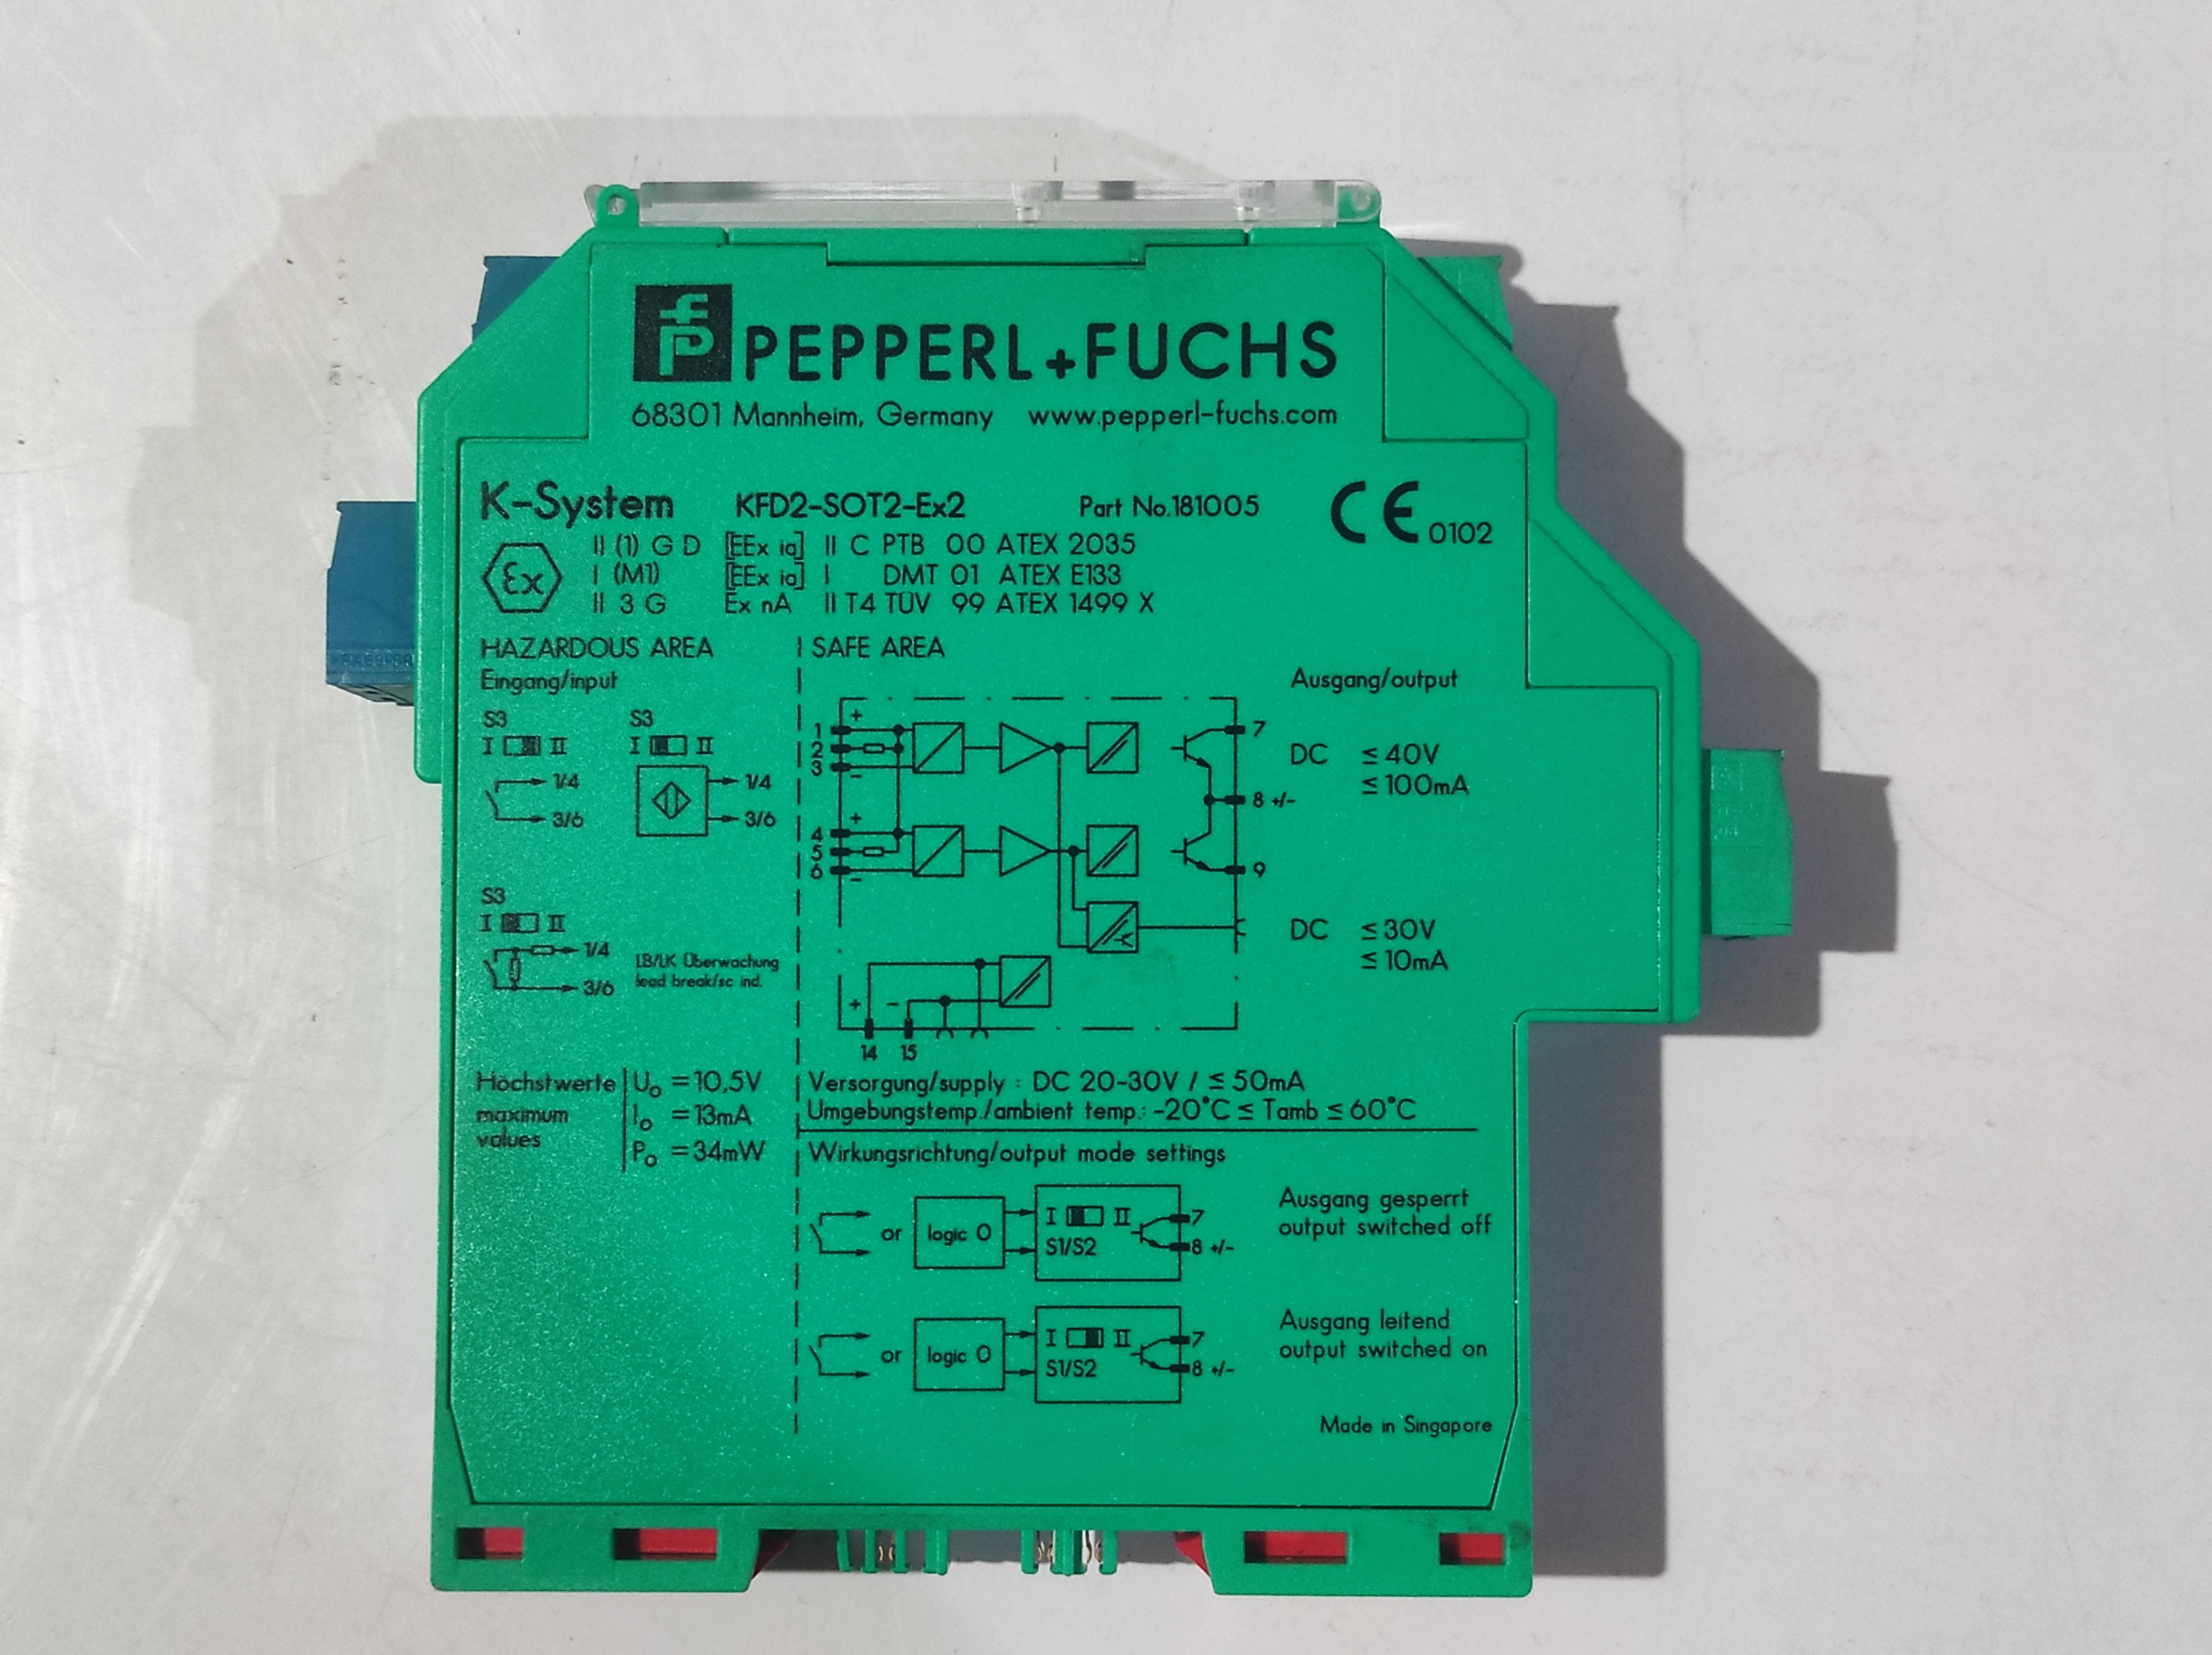 PEPPERL+FUCHS
68301 Mannheim, Germany www.pepperl-fuchs.com
K-System KFD2-SOT2-Ex2 Part No.181005 CE 0102
Ex
II (1) G D [EEx ia] II C PTB 00 ATEX 2035
I (M1) [EEx ia] I DMT 01 ATEX E133
II 3 G Ex nA II T4 TÜV 99 ATEX 1499 X
HAZARDOUS AREA
Eingang/input
S3 S3
I II I II
1/4 1/4
3/6 3/6
S3
I II
1/4
3/6
LB/LK Überwachung
lead break/sc ind.
Höchstwerte
maximum
values
Uo = 10,5V
Io = 13mA
Po = 34mW
SAFE AREA
Ausgang/output
+
1
2
3
-
+
4
5
6
-
7
8 +/-
9
DC ≤ 40V
≤ 100mA
DC ≤ 30V
≤ 10mA
+ -
14 15
Versorgung/supply : DC 20-30V / ≤ 50mA
Umgebungstemp./ambient temp.: -20°C ≤ Tamb ≤ 60°C
Wirkungsrichtung/output mode settings
or logic 0 I II 7
S1/S2 8 +/-
Ausgang gesperrt
output switched off
or logic 0 I II 7
S1/S2 8 +/-
Ausgang leitend
output switched on
Made in Singapore